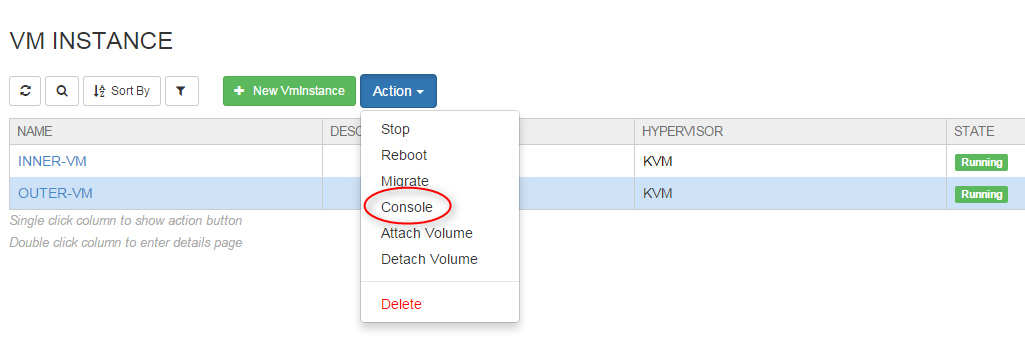 VM INSTANCE
Sort By New VmInstance Action
NAME DESC HYPERVISOR STATE
Stop
Reboot
INNER-VM KVM Running
Migrate
OUTER-VM KVM Running
Console
Single click column to show action button
Attach Volume
Double click column to enter details page
Detach Volume
Delete